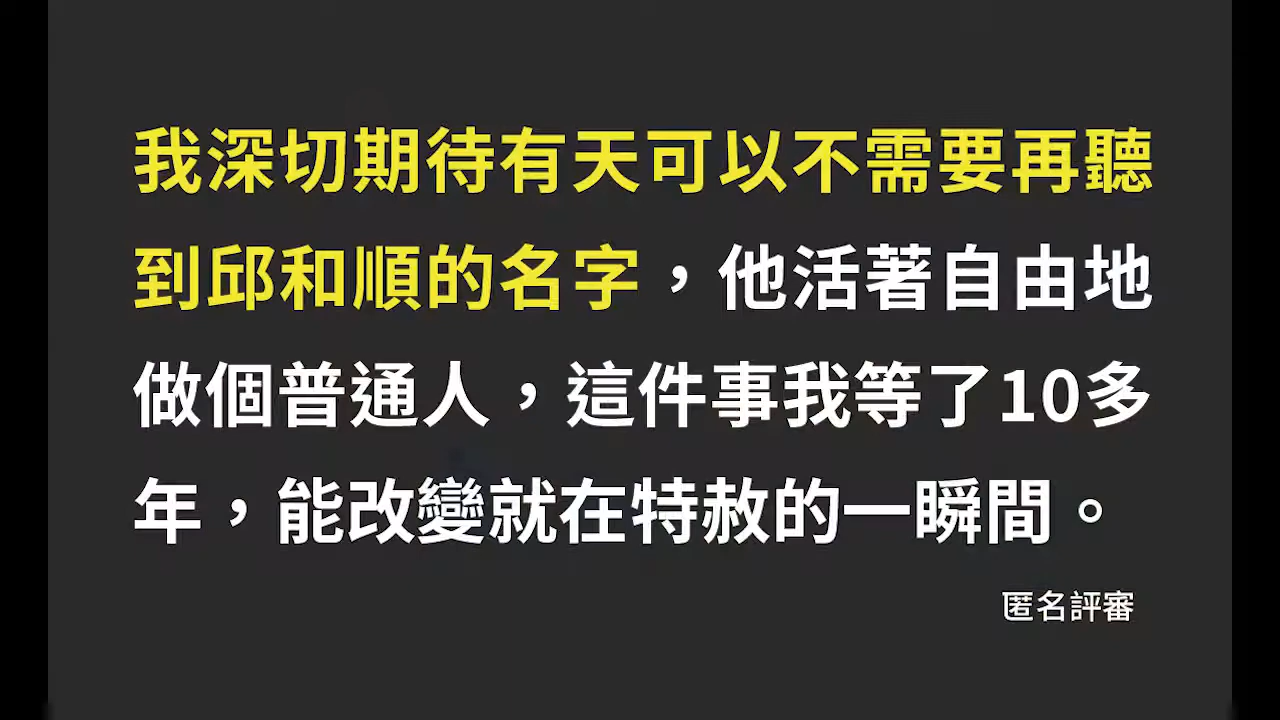 我深切期待有天可以不需要再聽
到邱和順的名字，他活著自由地
做個普通人，這件事我等了10多
年，能改變就在特赦的一瞬間。
匿名評審